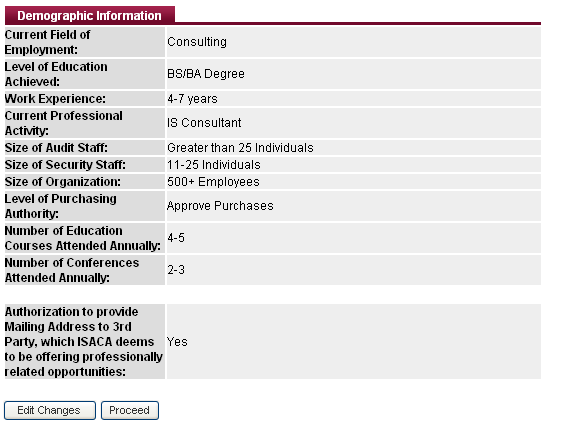 Demographic Information
Current Field of
Employment:
Consulting
Level of Education
Achieved:
BS/BA Degree
Work Experience:
4-7 years
Current Professional
Activity:
IS Consultant
Size of Audit Staff:
Greater than 25 Individuals
Size of Security Staff:
11-25 Individuals
Size of Organization:
500+ Employees
Level of Purchasing
Authority:
Approve Purchases
Number of Education
Courses Attended Annually:
4-5
Number of Conferences
Attended Annually:
2-3
Authorization to provide
Mailing Address to 3rd
Party, which ISACA deems
to be offering professionally
related opportunities:
Yes
Edit Changes
Proceed